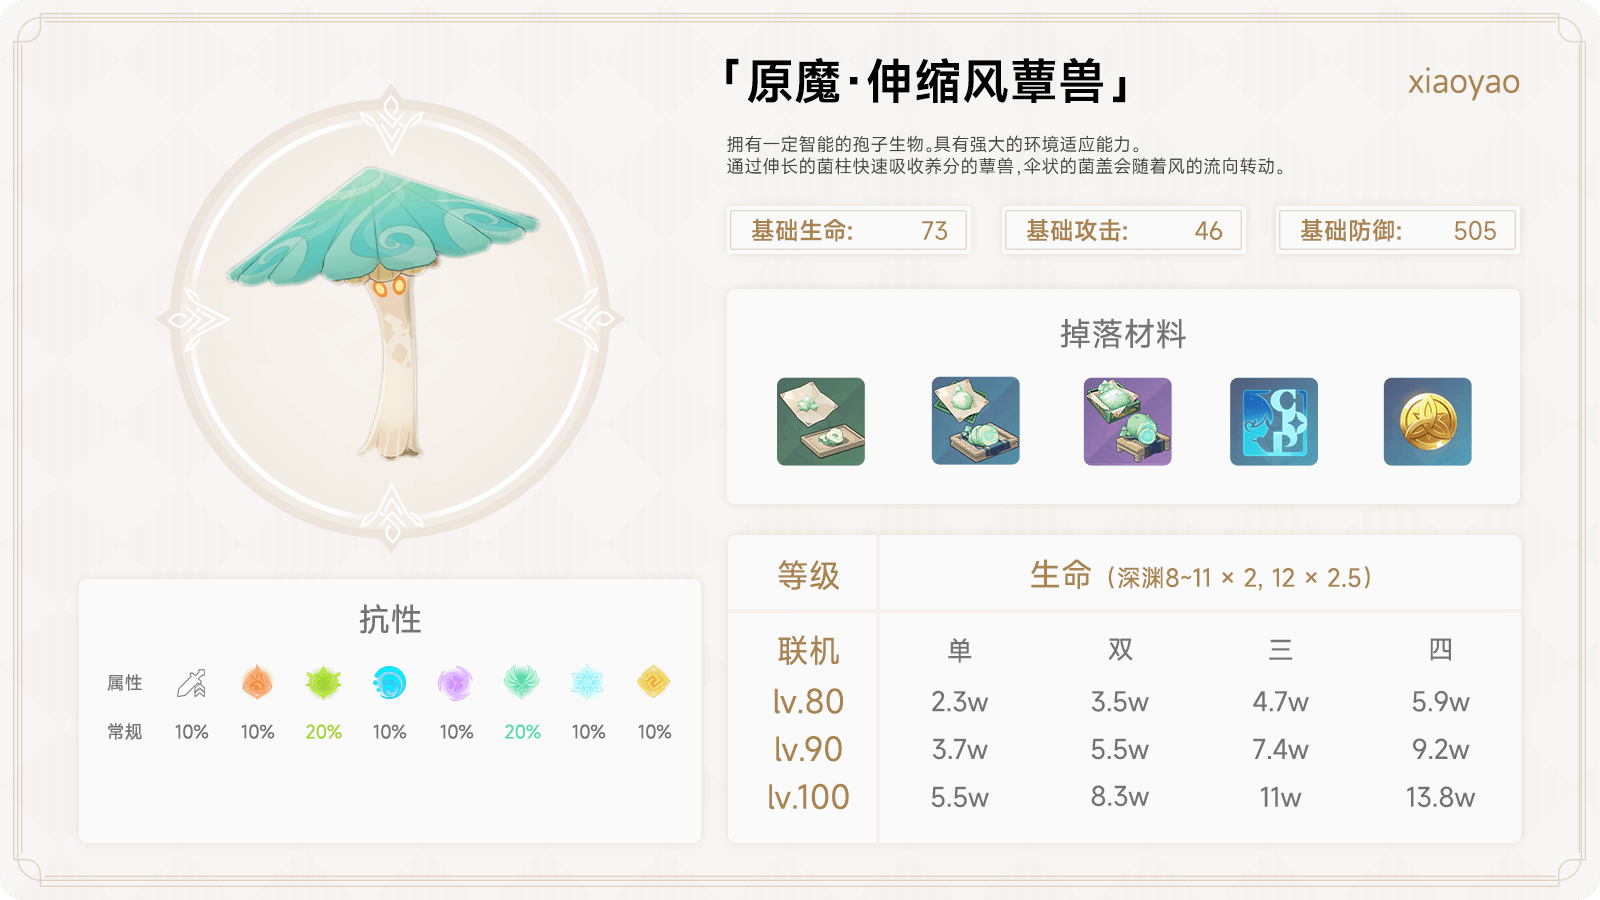 「原魔·伸缩风蕈兽」
xiaoyao
拥有一定智能的孢子生物。具有强大的环境适应能力。
通过伸长的菌柱快速吸收养分的蕈兽,伞状的菌盖会随着风的流向转动。
基础生命: 73
基础攻击: 46
基础防御: 505
掉落材料
抗性
属性
常规 10% 10% 20% 10% 10% 20% 10% 10%
等级 生命 (深渊8~11 × 2, 12 × 2.5)
联机 单 双 三 四
lv.80 2.3w 3.5w 4.7w 5.9w
lv.90 3.7w 5.5w 7.4w 9.2w
lv.100 5.5w 8.3w 11w 13.8w